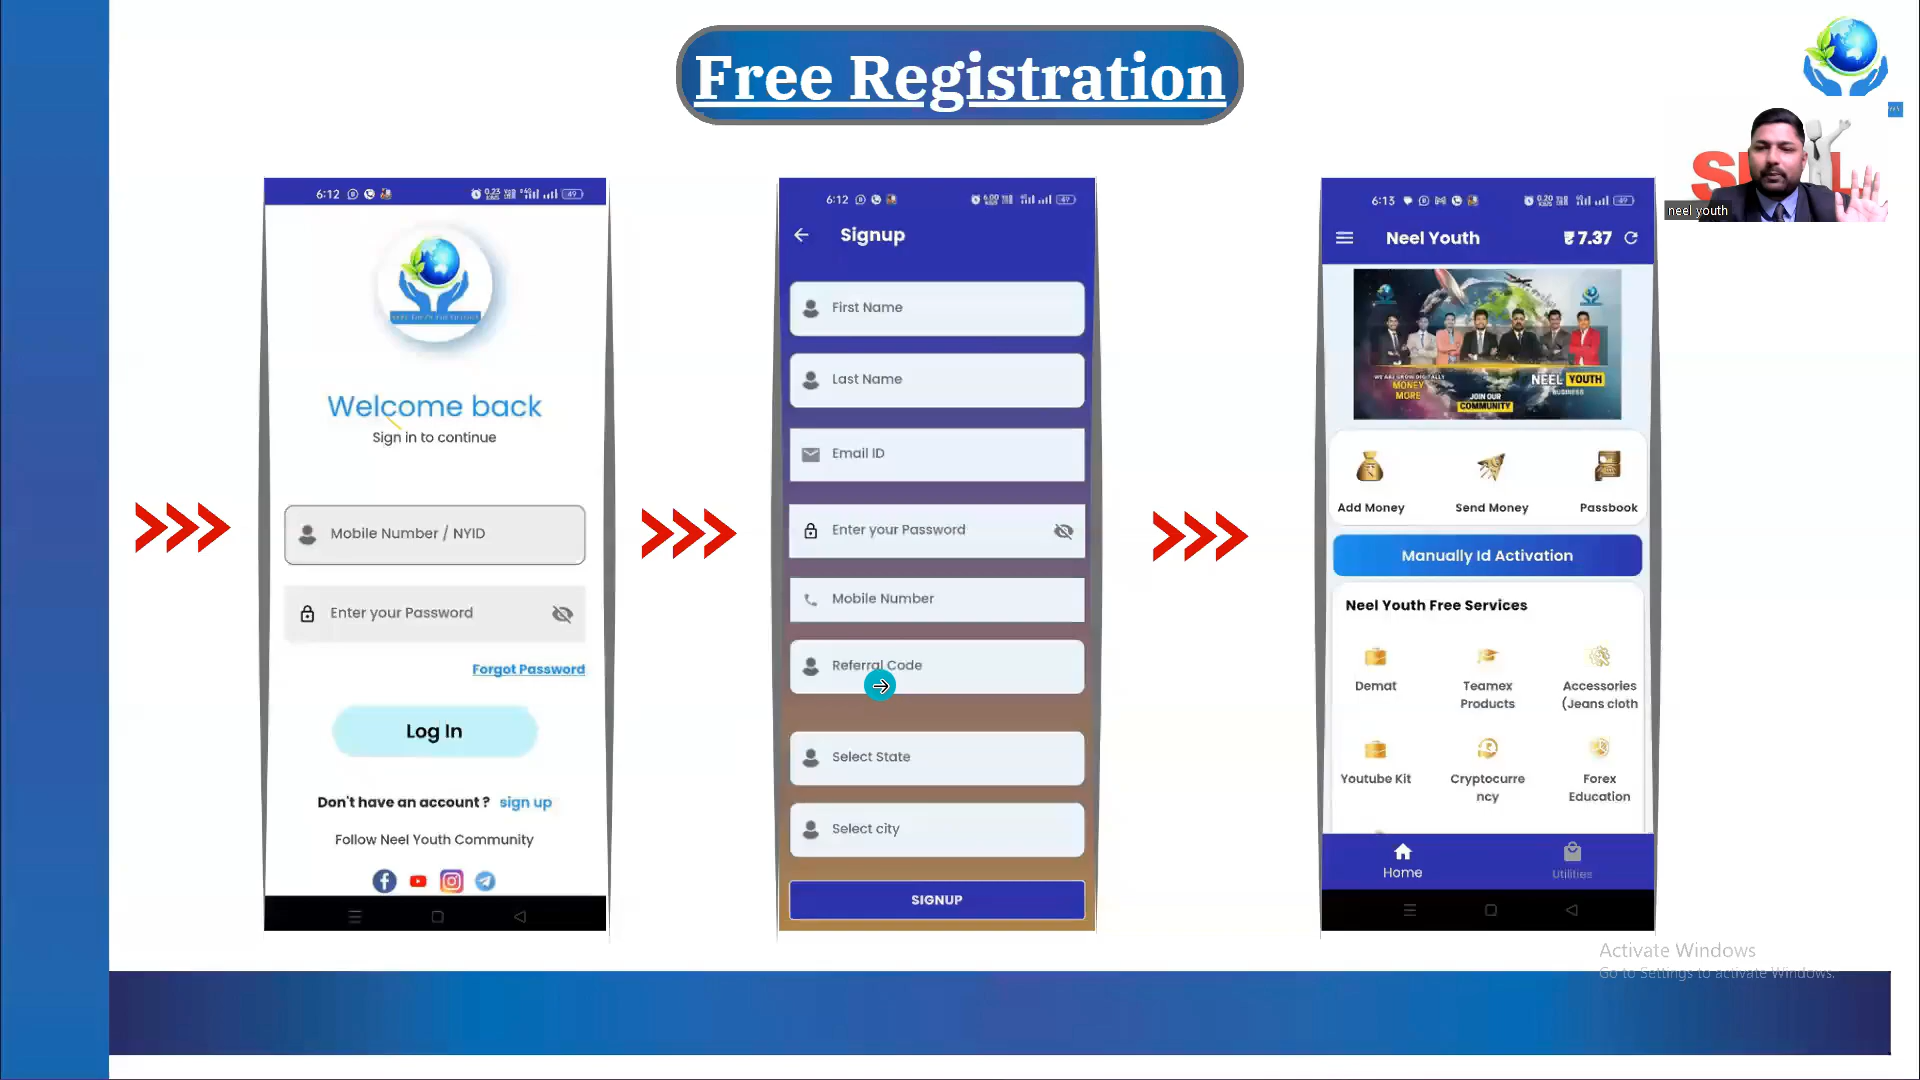 Free Registration
neel youth
6:12
Welcome back
Sign in to continue
Mobile Number / NYID
Enter your Password
Forgot Password
Log In
Don't have an account ? sign up
Follow Neel Youth Community
6:12
Signup
First Name
Last Name
Email ID
Enter your Password
Mobile Number
Referral Code
Select State
Select city
SIGNUP
6:13
Neel Youth ₹ 7.37
WE ARE GROW DIGITALLY
MONEY
MORE
JOIN OUR
COMMUNITY
NEEL YOUTH
BUSINESS
Add Money Send Money Passbook
Manually Id Activation
Neel Youth Free Services
Demat Teamex Accessories
Products (Jeans cloth
Youtube Kit Cryptocurre Forex
ncy Education
Home Utilities
Activate Windows
Go to Settings to activate Windows.